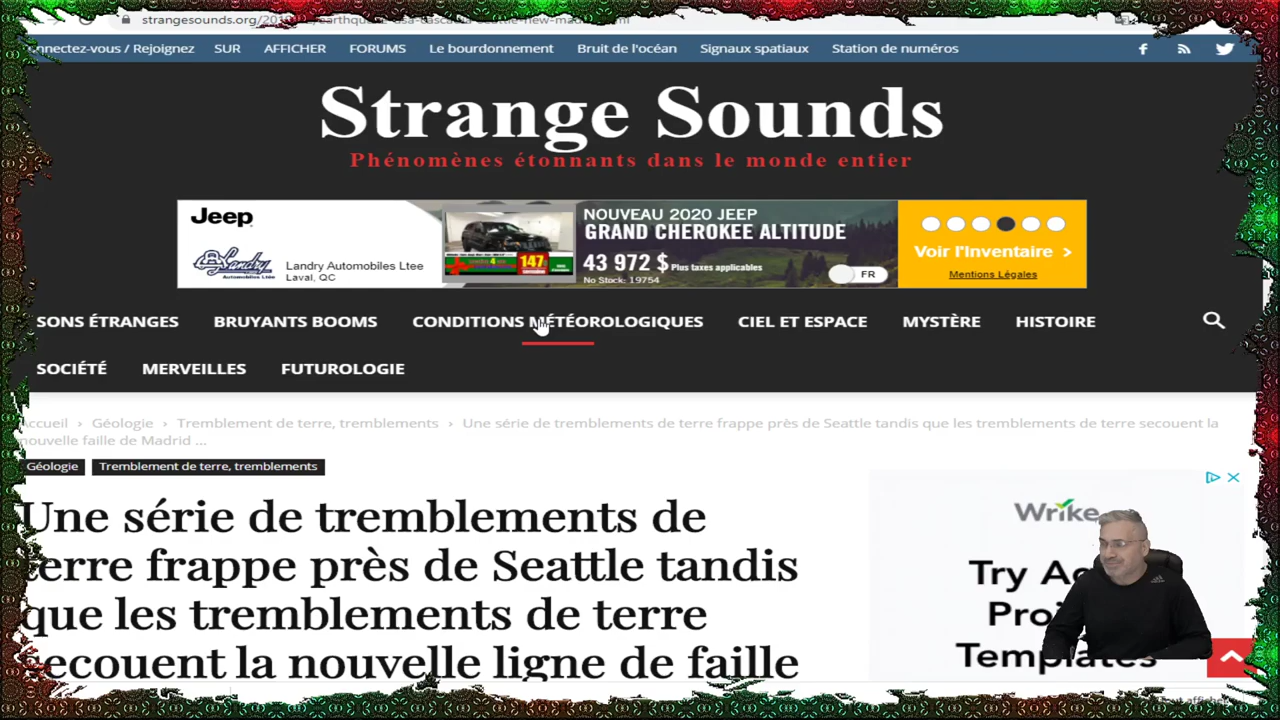 strangesounds.org/20
nnectez-vous / Rejoignez SUR AFFICHER FORUMS Le bourdonnement Bruit de l'océan Signaux spatiaux Station de numéros
Strange Sounds
Phénomènes étonnants dans le monde entier
Jeep
Landry
Automobiles Ltée
Landry Automobiles Ltee
Laval, QC
147
NOUVEAU 2020 JEEP
GRAND CHEROKEE ALTITUDE
43 972 $ Plus taxes applicables
No Stock: 19754
FR
Voir l'Inventaire >
Mentions Légales
SONS ÉTRANGES BRUYANTS BOOMS CONDITIONS MÉTÉOROLOGIQUES CIEL ET ESPACE MYSTÈRE HISTOIRE
SOCIÉTÉ MERVEILLES FUTUROLOGIE
ccueil › Géologie › Tremblement de terre, tremblements › Une série de tremblements de terre frappe près de Seattle tandis que les tremblements de terre secouent la
nouvelle faille de Madrid ...
Géologie Tremblement de terre, tremblements
Une série de tremblements de
terre frappe près de Seattle tandis
que les tremblements de terre
secouent la nouvelle ligne de faille
Wrike
Try
Templates